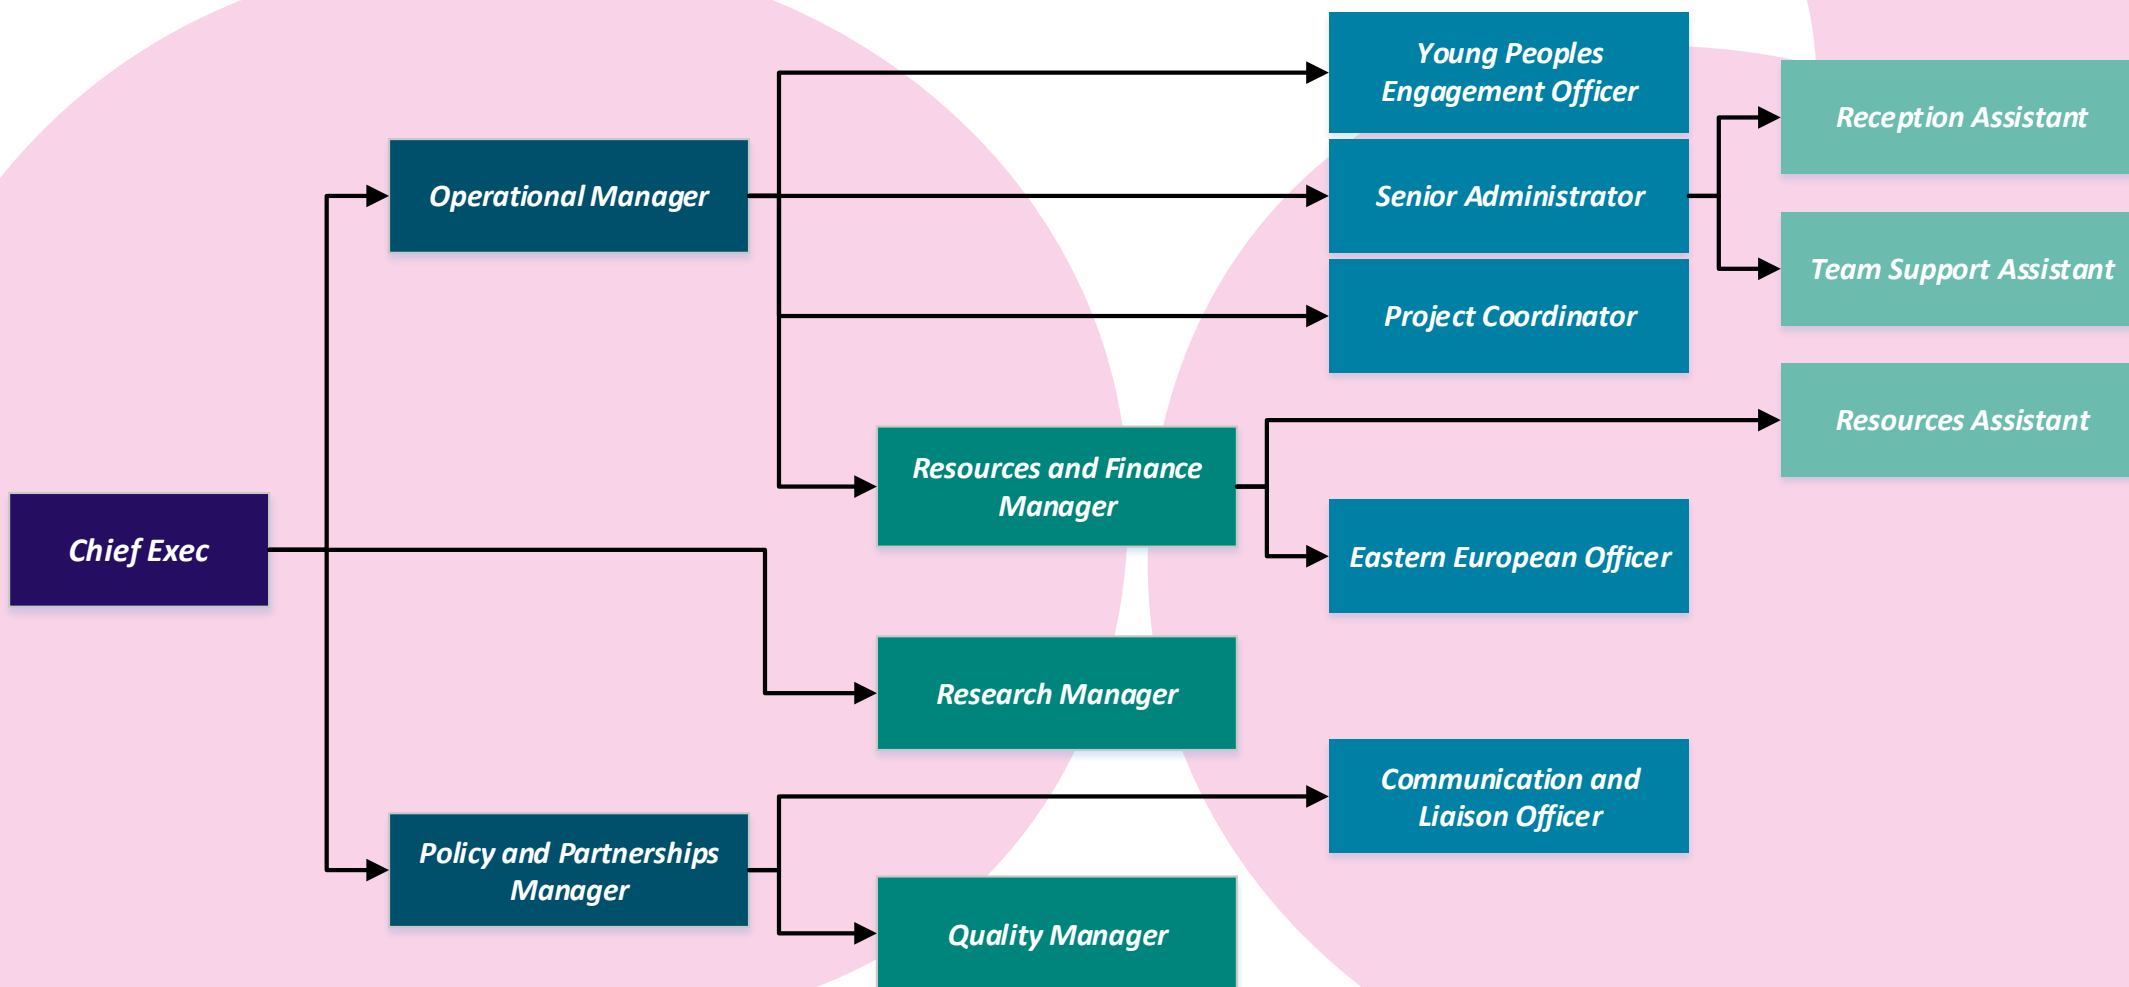 Young Peoples
Engagement Officer
Reception Assistant
Operational Manager
Senior Administrator
Team Support Assistant
Project Coordinator
Resources Assistant
Resources and Finance
Manager
Chief Exec
Eastern European Officer
Research Manager
Communication and
Liaison Officer
Policy and Partnerships
Manager
Quality Manager